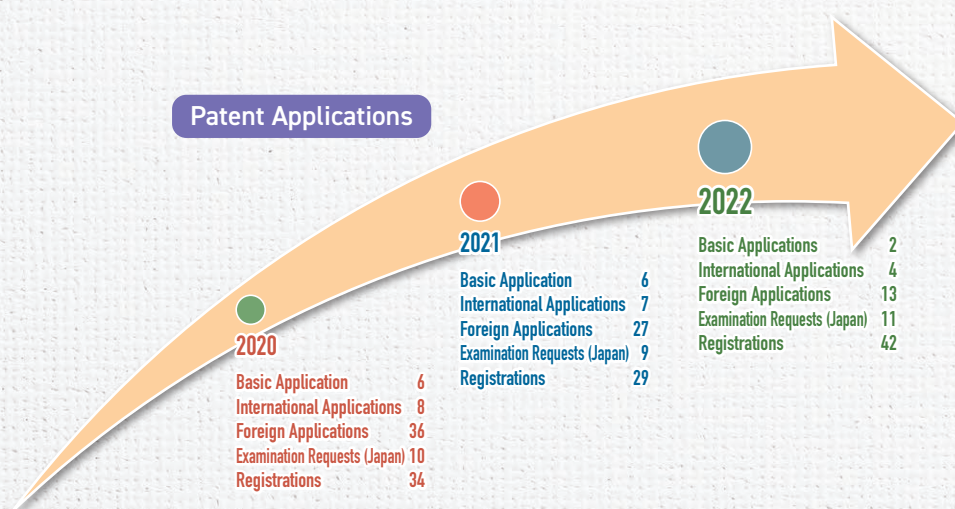 Patent Applications
2020
Basic Application 6
International Applications 8
Foreign Applications 36
Examination Requests (Japan) 10
Registrations 34
2021
Basic Application 6
International Applications 7
Foreign Applications 27
Examination Requests (Japan) 9
Registrations 29
2022
Basic Applications 2
International Applications 4
Foreign Applications 13
Examination Requests (Japan) 11
Registrations 42